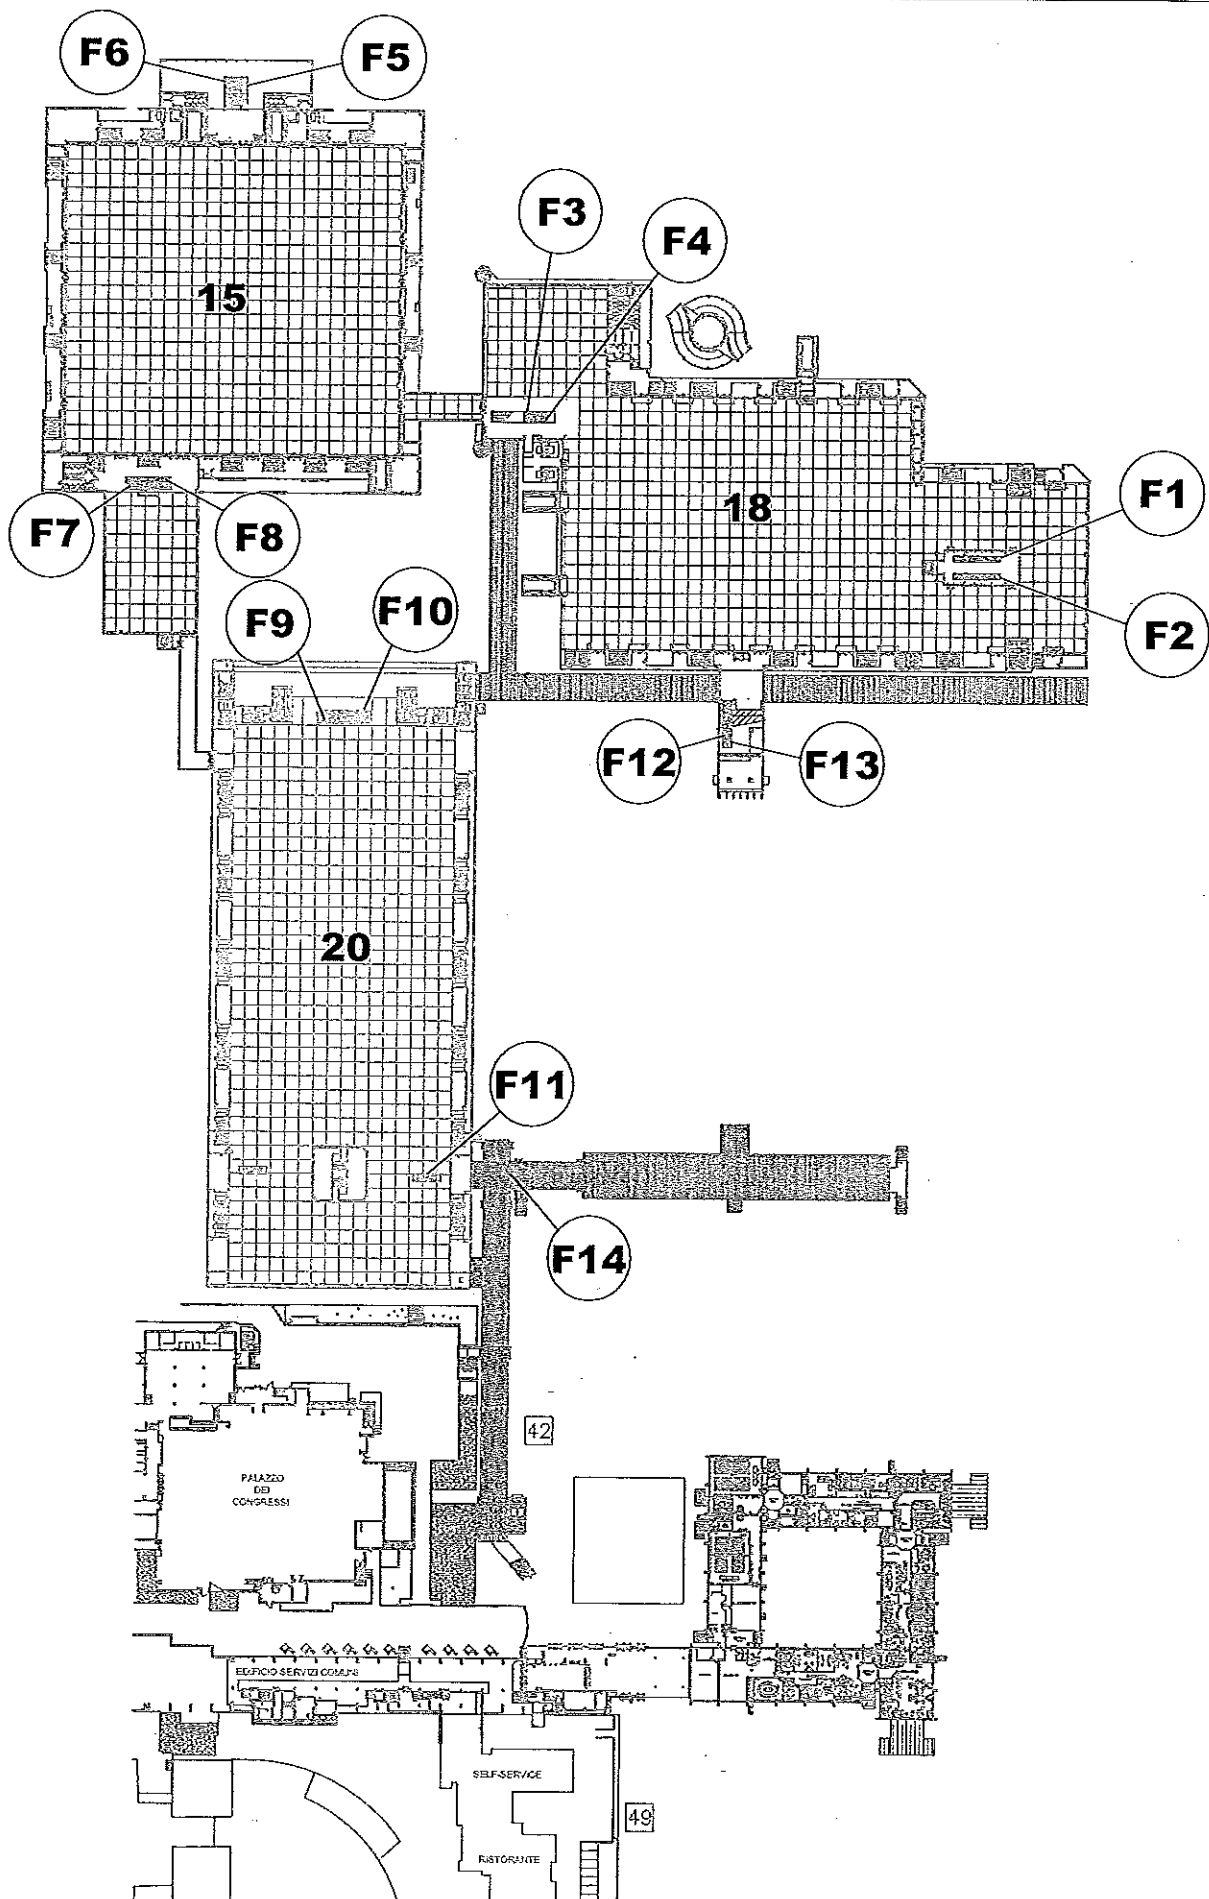 F6
F5
F3
F4
15
18
F1
F7
F8
F9
F10
F2
F12
F13
20
F11
F14
42
PALAZZO
DEI
CONGRESSI
EDIFICIO SERVIZI COMUNI
SELF-SERVICE
49
RISTORANTE